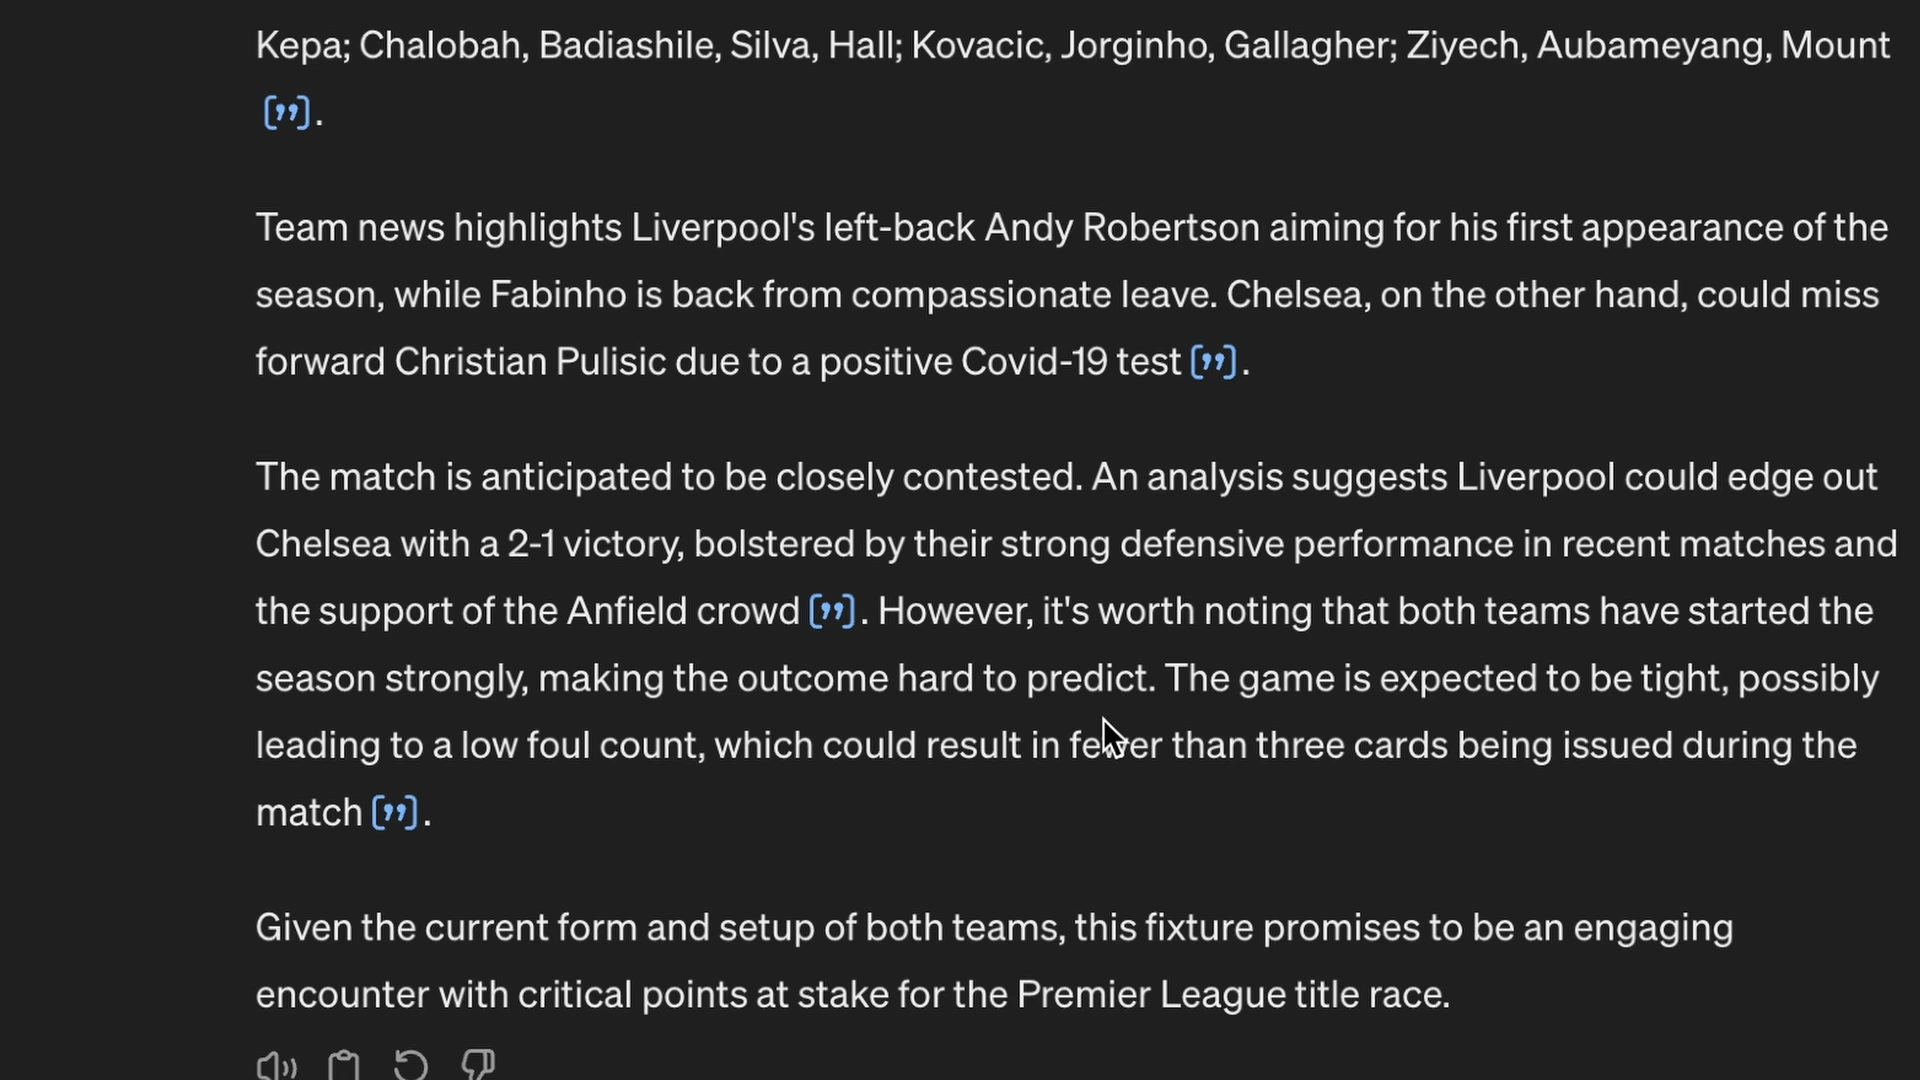 Kepa; Chalobah, Badiashile, Silva, Hall; Kovacic, Jorginho, Gallagher; Ziyech, Aubameyang, Mount
[”].
Team news highlights Liverpool's left-back Andy Robertson aiming for his first appearance of the
season, while Fabinho is back from compassionate leave. Chelsea, on the other hand, could miss
forward Christian Pulisic due to a positive Covid-19 test [”].
The match is anticipated to be closely contested. An analysis suggests Liverpool could edge out
Chelsea with a 2-1 victory, bolstered by their strong defensive performance in recent matches and
the support of the Anfield crowd [”]. However, it's worth noting that both teams have started the
season strongly, making the outcome hard to predict. The game is expected to be tight, possibly
leading to a low foul count, which could result in fewer than three cards being issued during the
match [”].
Given the current form and setup of both teams, this fixture promises to be an engaging
encounter with critical points at stake for the Premier League title race.